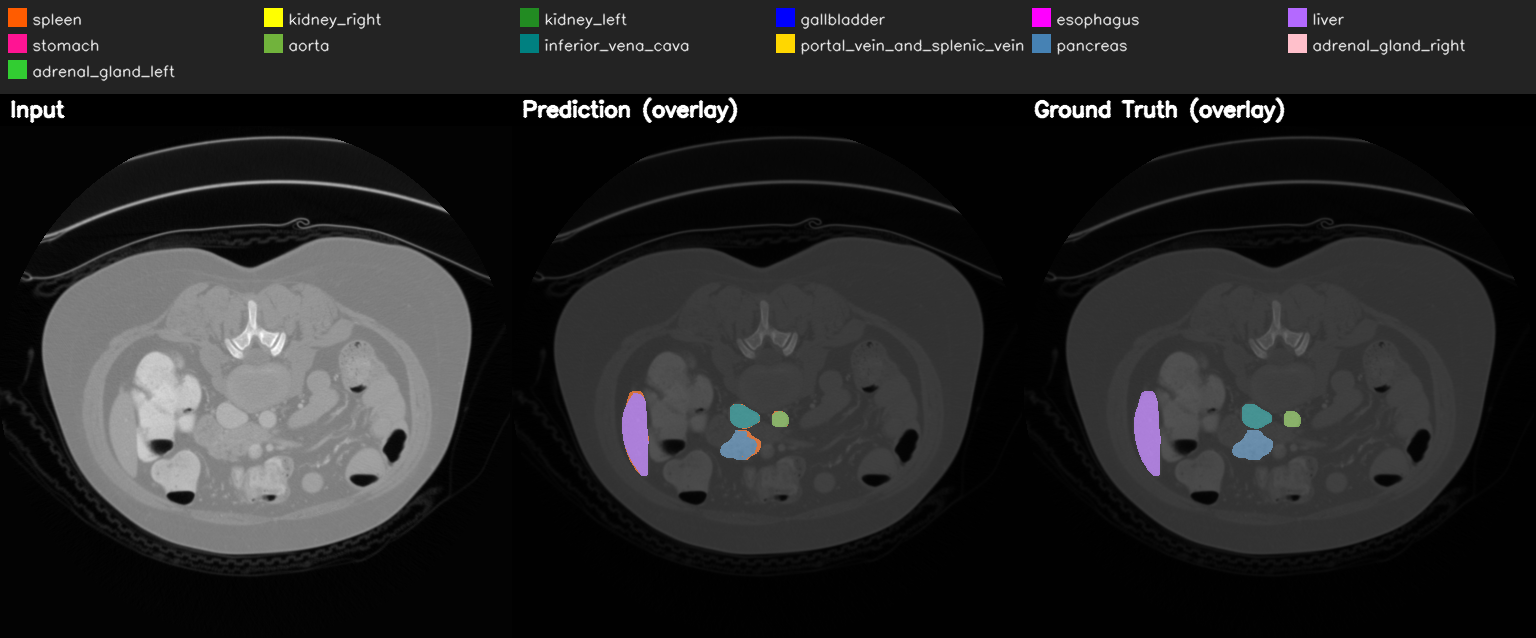 spleen kidney_right kidney_left gallbladder esophagus liver
stomach aorta inferior_vena_cava portal_vein_and_splenic_vein pancreas adrenal_gland_right
adrenal_gland_left
Input Prediction (overlay) Ground Truth (overlay)